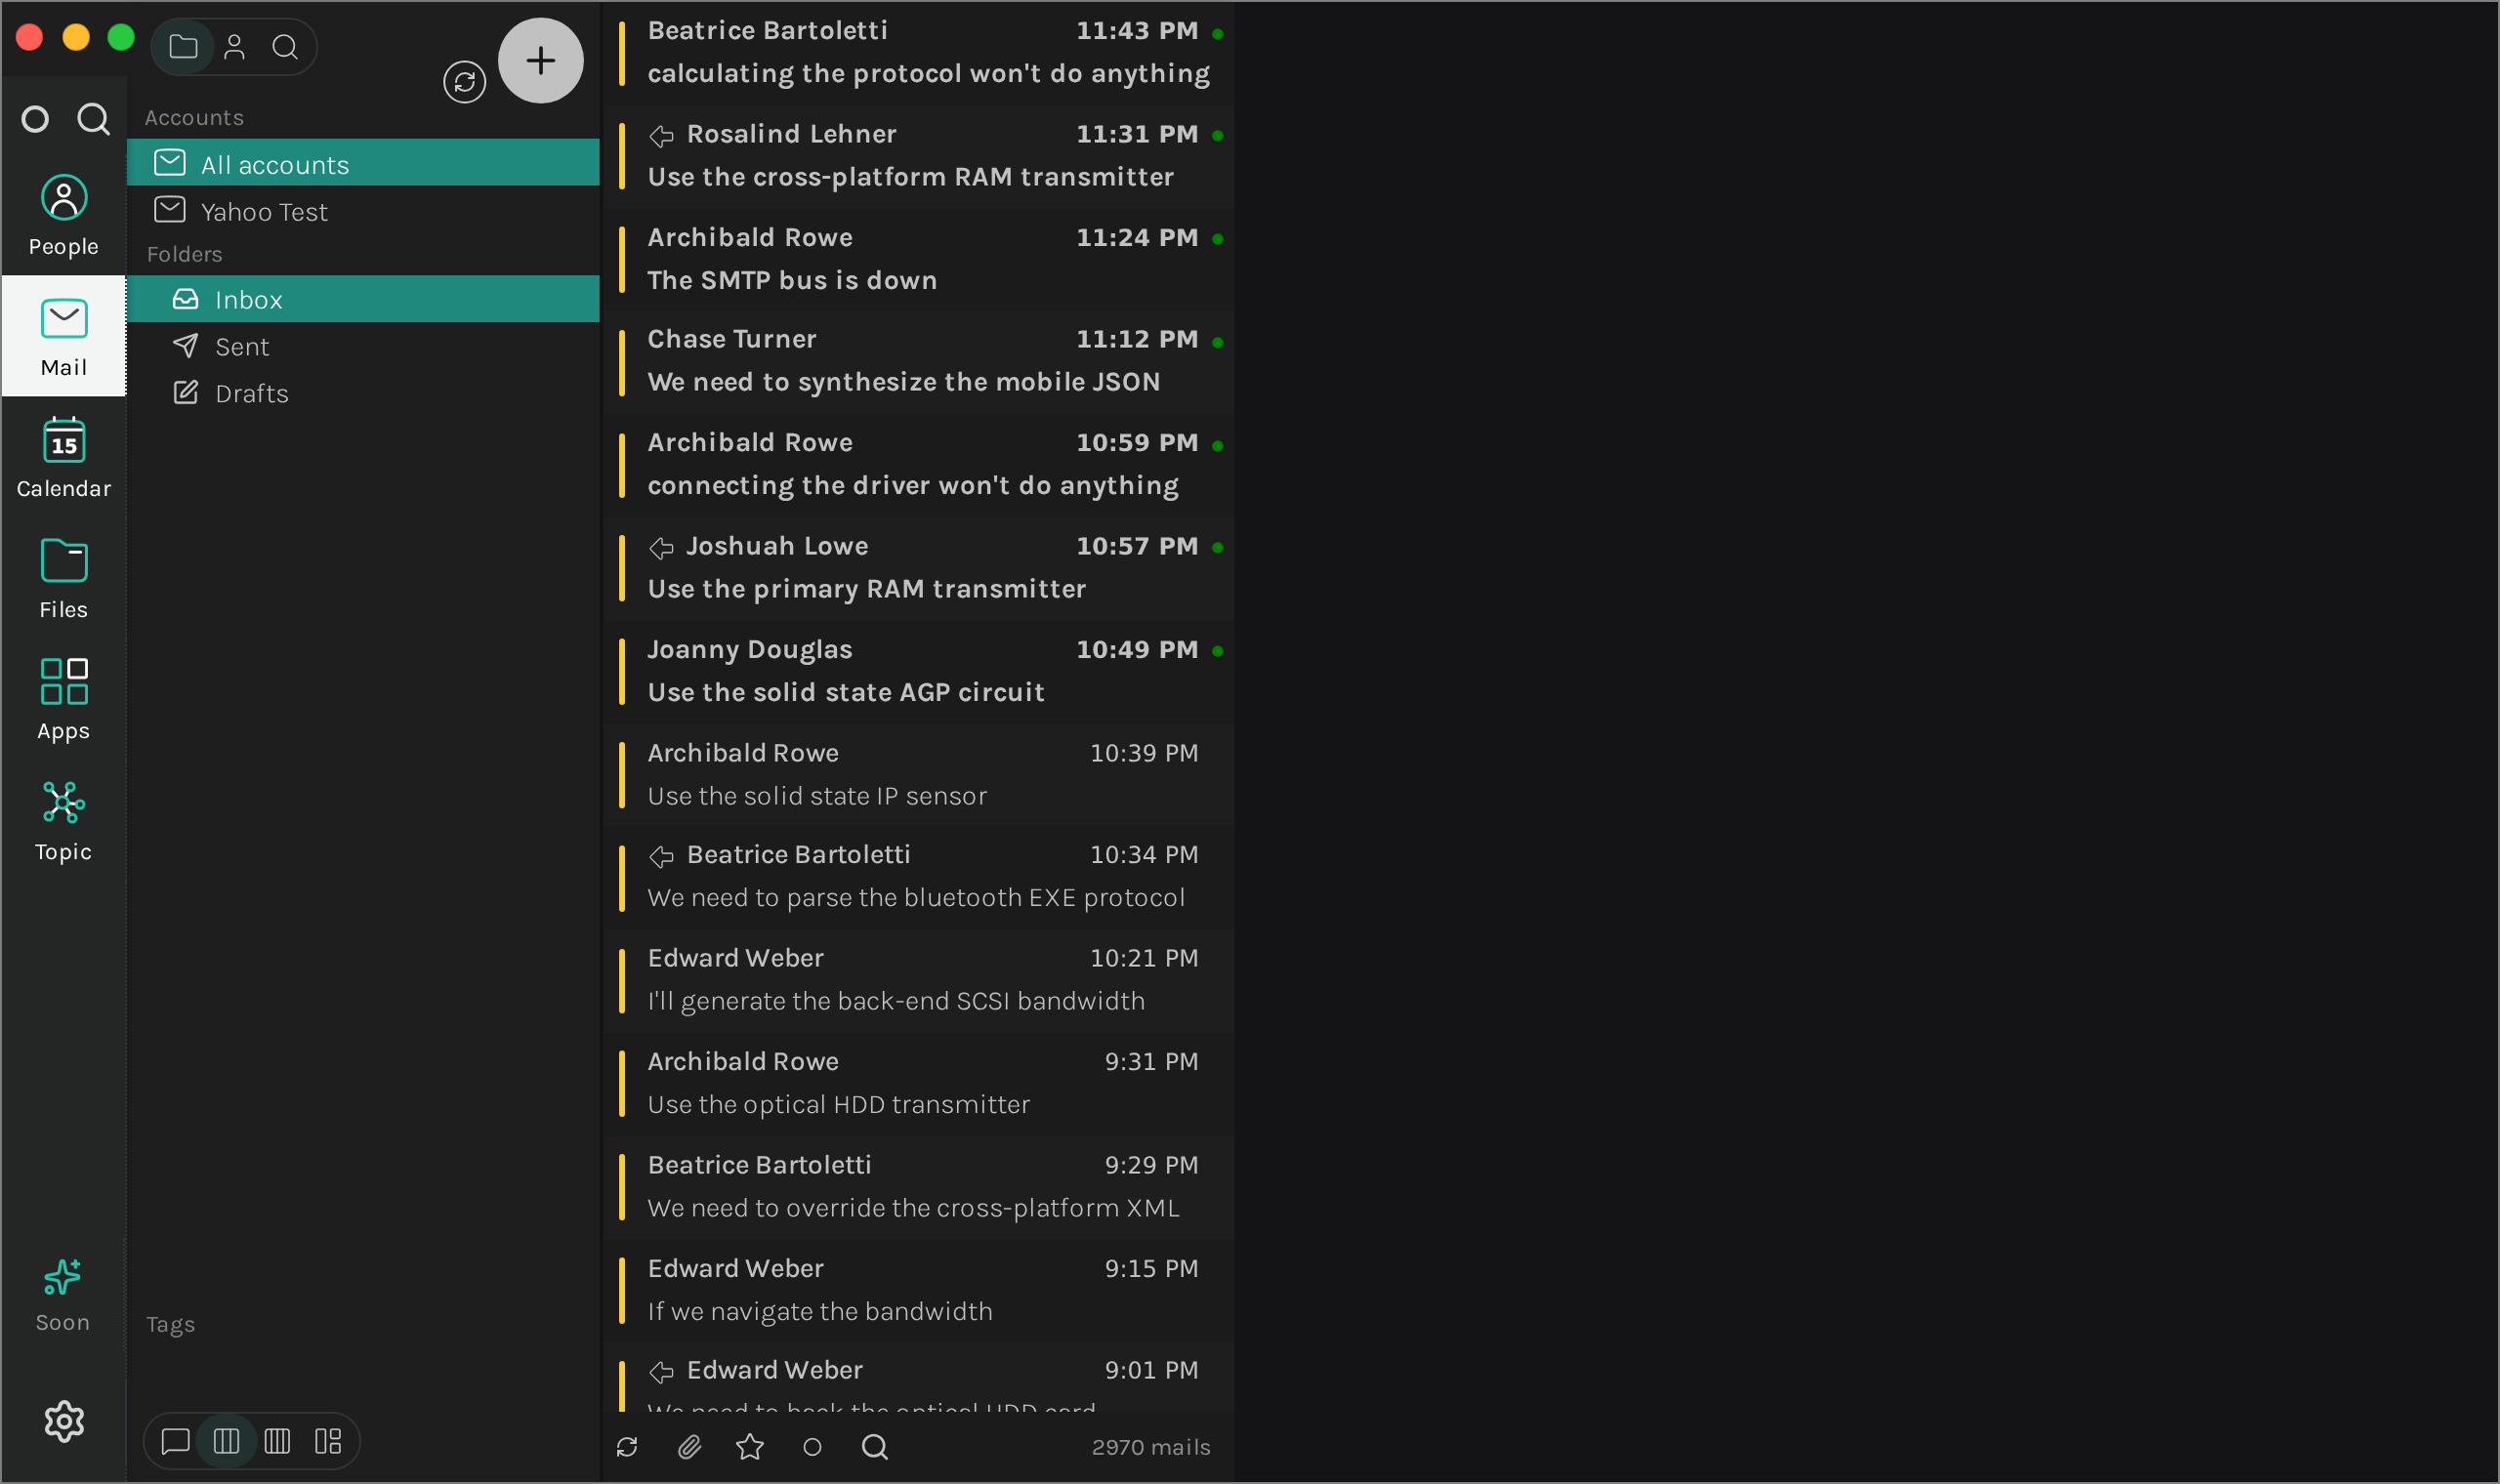 People
Mail
15
Calendar
Files
Apps
Topic
Soon
Accounts
All accounts
Yahoo Test
Folders
Inbox
Sent
Drafts
Tags
Beatrice Bartoletti 11:43 PM
calculating the protocol won't do anything
Rosalind Lehner 11:31 PM
Use the cross-platform RAM transmitter
Archibald Rowe 11:24 PM
The SMTP bus is down
Chase Turner 11:12 PM
We need to synthesize the mobile JSON
Archibald Rowe 10:59 PM
connecting the driver won't do anything
Joshuah Lowe 10:57 PM
Use the primary RAM transmitter
Joanny Douglas 10:49 PM
Use the solid state AGP circuit
Archibald Rowe 10:39 PM
Use the solid state IP sensor
Beatrice Bartoletti 10:34 PM
We need to parse the bluetooth EXE protocol
Edward Weber 10:21 PM
I'll generate the back-end SCSI bandwidth
Archibald Rowe 9:31 PM
Use the optical HDD transmitter
Beatrice Bartoletti 9:29 PM
We need to override the cross-platform XML
Edward Weber 9:15 PM
If we navigate the bandwidth
Edward Weber 9:01 PM
We need to back the optical HDD card
2970 mails